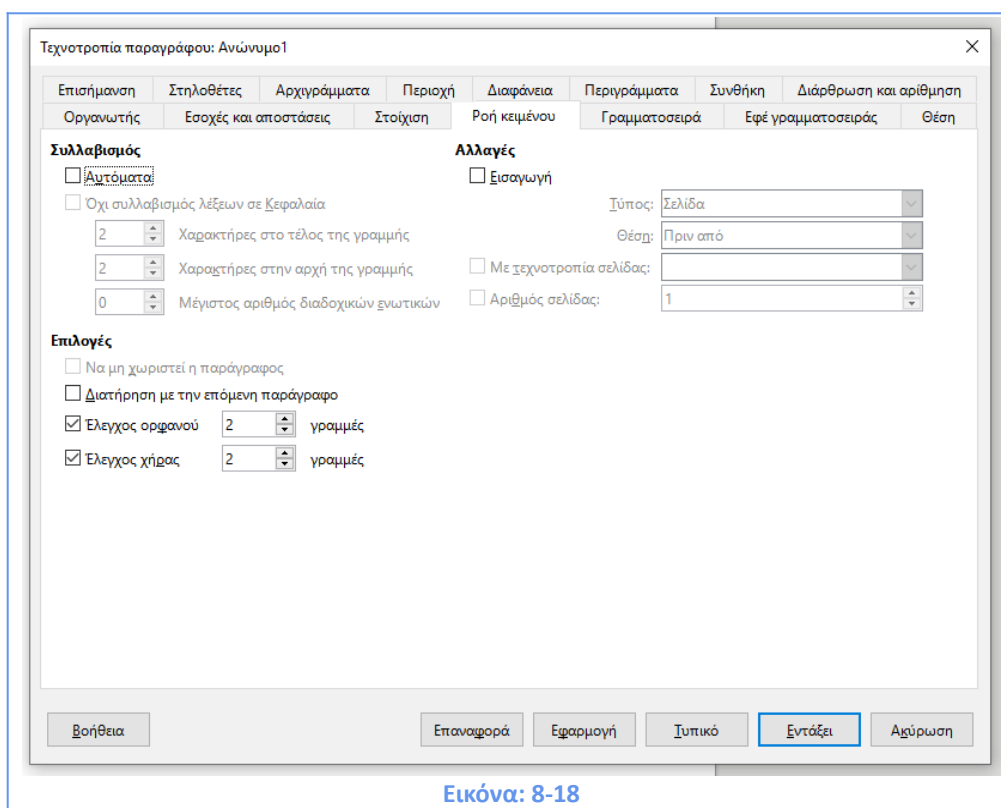 Τεχνοτροπία παραγράφου: Ανώνυμο1
Επισήμανση Στηλοθέτες Αρχιγράμματα Περιοχή Διαφάνεια Περιγράμματα Συνθήκη Διάρθρωση και αρίθμηση
Οργανωτής Εσοχές και αποστάσεις Στοίχιση Ροή κειμένου Γραμματοσειρά Εφέ γραμματοσειράς Θέση
Συλλαβισμός
Αυτόματα
Όχι συλλαβισμός λέξεων σε Κεφαλαία
2 Χαρακτήρες στο τέλος της γραμμής
2 Χαρακτήρες στην αρχή της γραμμής
0 Μέγιστος αριθμός διαδοχικών ενωτικών
Αλλαγές
Εισαγωγή
Τύπος: Σελίδα
Θέση: Πριν από
Με τεχνοτροπία σελίδας:
Αριθμός σελίδας: 1
Επιλογές
Να μη χωριστεί η παράγραφος
Διατήρηση με την επόμενη παράγραφο
Έλεγχος ορφανού 2 γραμμές
Έλεγχος χήρας 2 γραμμές
Βοήθεια Επαναφορά Εφαρμογή Τυπικό Εντάξει Ακύρωση
Εικόνα: 8-18